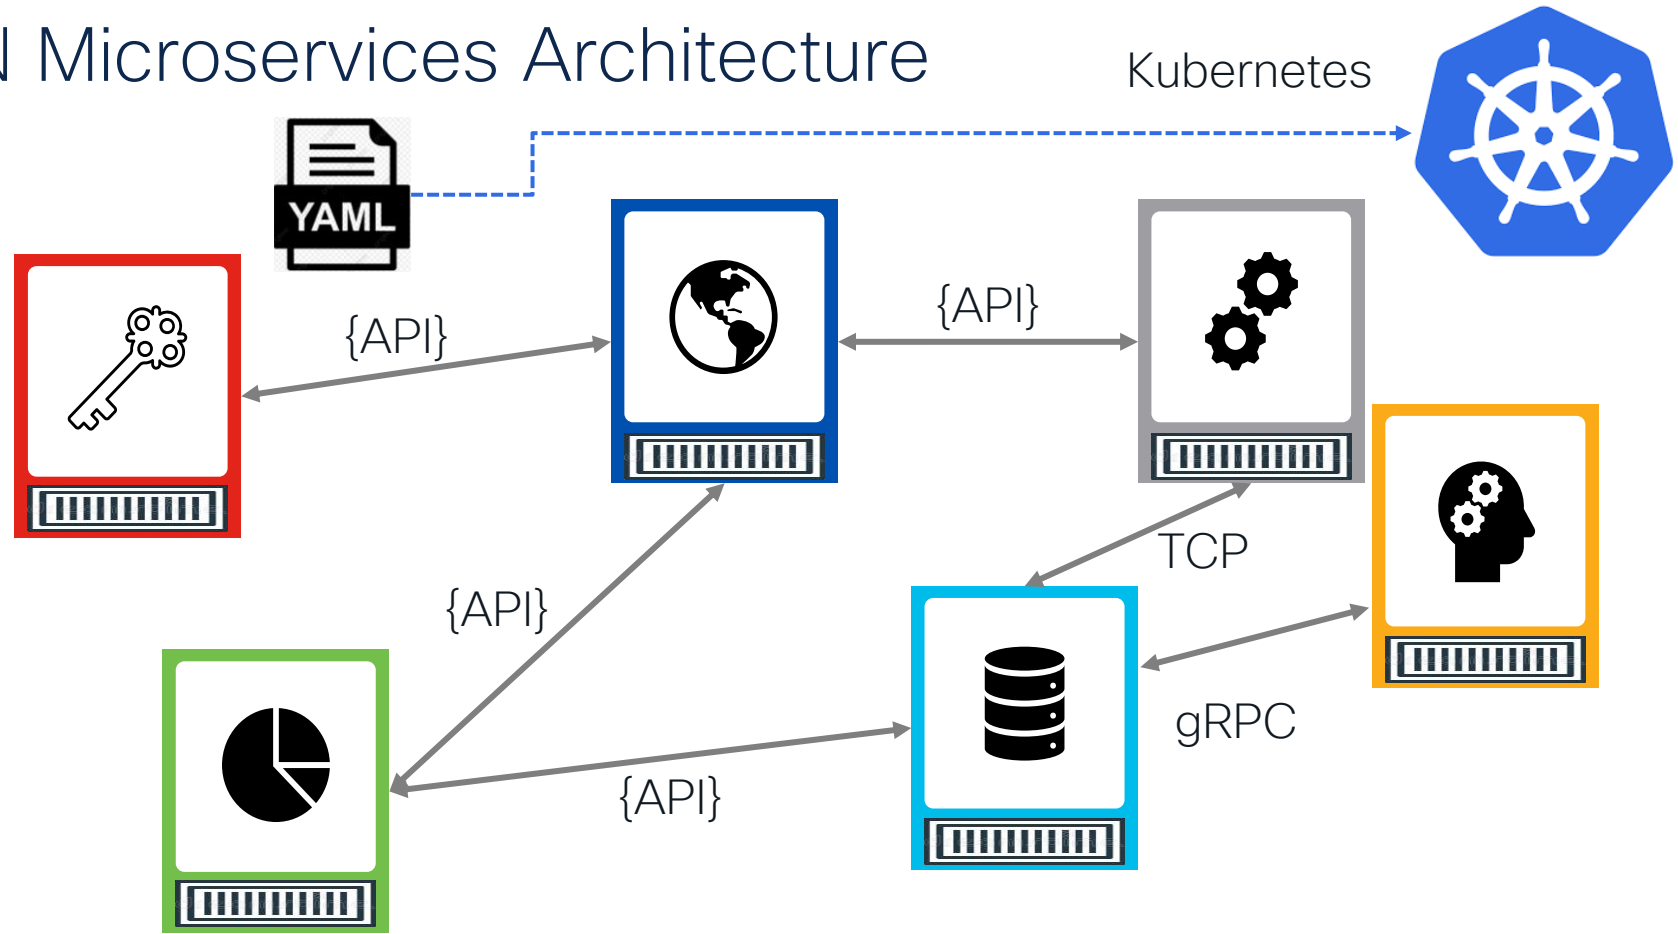 N Microservices Architecture
Kubernetes
YAML
{API}
{API}
TCP
{API}
gRPC
{API}